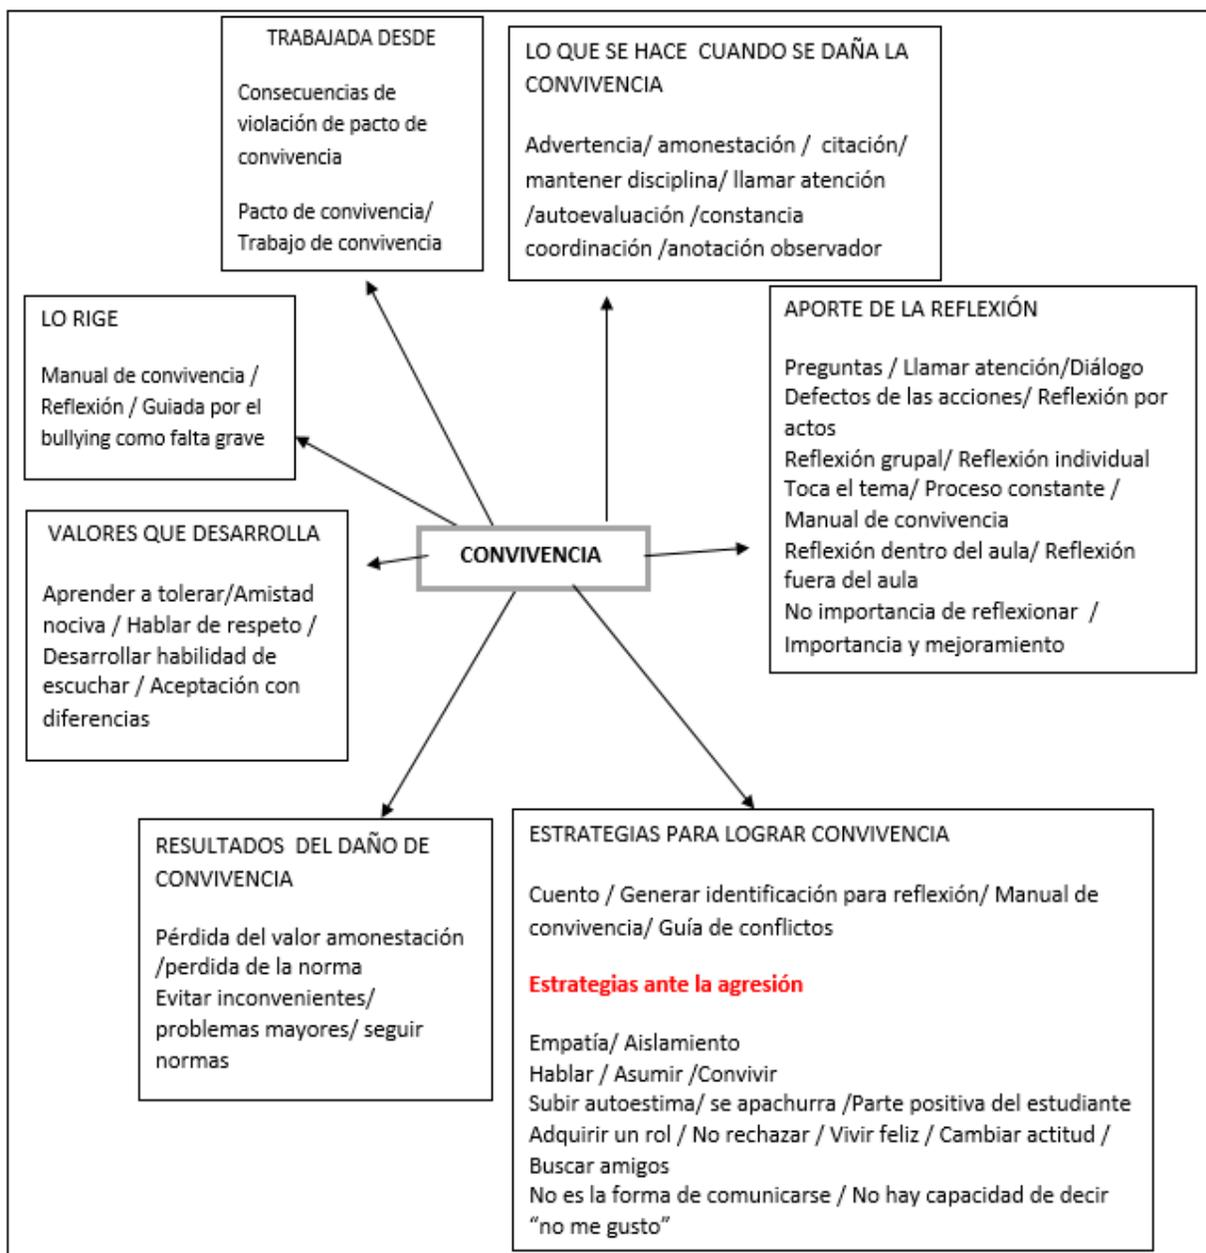 TRABAJADA DESDE
Consecuencias de
violación de pacto de
convivencia
Pacto de convivencia/
Trabajo de convivencia
LO QUE SE HACE CUANDO SE DAÑA LA
CONVIVENCIA
Advertencia/ amonestación / citación/
mantener disciplina/ llamar atención
/autoevaluación /constancia
coordinación /anotación observador
LO RIGE
Manual de convivencia /
Reflexión / Guiada por el
bullying como falta grave
APORTE DE LA REFLEXIÓN
Preguntas / Llamar atención/Diálogo
Defectos de las acciones/ Reflexión por
actos
Reflexión grupal/ Reflexión individual
Toca el tema/ Proceso constante /
Manual de convivencia
Reflexión dentro del aula/ Reflexión
fuera del aula
No importancia de reflexionar /
Importancia y mejoramiento
VALORES QUE DESARROLLA
Aprender a tolerar/Amistad
nociva / Hablar de respeto /
Desarrollar habilidad de
escuchar / Aceptación con
diferencias
CONVIVENCIA
RESULTADOS DEL DAÑO DE
CONVIVENCIA
Pérdida del valor amonestación
/perdida de la norma
Evitar inconvenientes/
problemas mayores/ seguir
normas
ESTRATEGIAS PARA LOGRAR CONVIVENCIA
Cuento / Generar identificación para reflexión/ Manual de
convivencia/ Guía de conflictos
Estrategias ante la agresión
Empatía/ Aislamiento
Hablar / Asumir /Convivir
Subir autoestima/ se apachurra /Parte positiva del estudiante
Adquirir un rol / No rechazar / Vivir feliz / Cambiar actitud /
Buscar amigos
No es la forma de comunicarse / No hay capacidad de decir
“no me gusto”